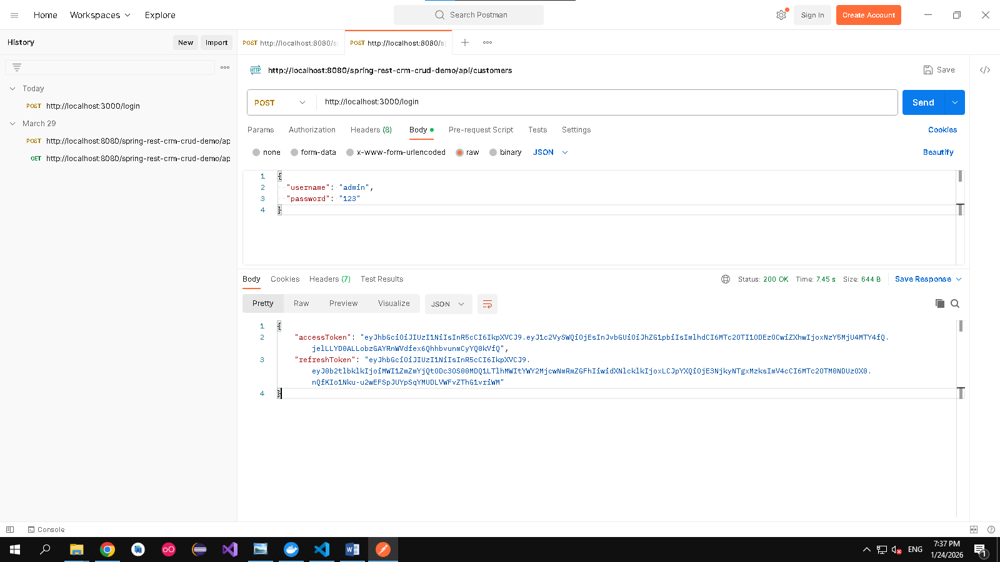 Home
Workspaces
Explore
Search Postman
Sign In
Create Account
History
New
Import
POST http://localhost:8080/s
POST http://localhost:8080/s
Today
POST http://localhost:3000/login
March 29
POST http://localhost:8080/spring-rest-crm-crud-demo/ap
GET http://localhost:8080/spring-rest-crm-crud-demo/ap
HTTP http://localhost:8080/spring-rest-crm-crud-demo/api/customers
Save
POST http://localhost:3000/login
Send
Params Authorization Headers (8) Body Pre-request Script Tests Settings Cookies
none form-data x-www-form-urlencoded raw binary JSON Beautify
1 {
2 "username": "admin",
3 "password": "123"
4 }
Body Cookies Headers (7) Test Results Status: 200 OK Time: 7.45 s Size: 644 B Save Response
Pretty Raw Preview Visualize JSON
1 {
2 "accessToken": "eyJhbGciOiJIUzI1NiIsInR5cCI6IkpXVCJ9.eyJ1c2VySWQiOjEsInJvbGUiOiJhZG1pbiIsImlhdCI6MTc2OTI1ODEzOCwiZXhwIjoxNzY5MjU4MTY4fQ.
jelLLYD0ALLobzGAYRnWVdfex6QhhbvunmCyYQ0kVfQ",
3 "refreshToken": "eyJhbGciOiJIUzI1NiIsInR5cCI6IkpXVCJ9.
eyJ0b2tlbklkIjoiMWI1ZmZmYjQtODc3OS00MDQ1LTlhMWItYWY2MjcwNmRmZGFhIiwidXNlcklkIjoxLCJpYXQiOjE3NjkyNTgxMzksImV4cCI6MTc2OTM0NDUzOX0.
nQfKIo1Nku-u2wEFSpJUYpSqYMUDLVWFvZThG1vriWM"
4 }
Console
ENG
7:37 PM
1/24/2026
1